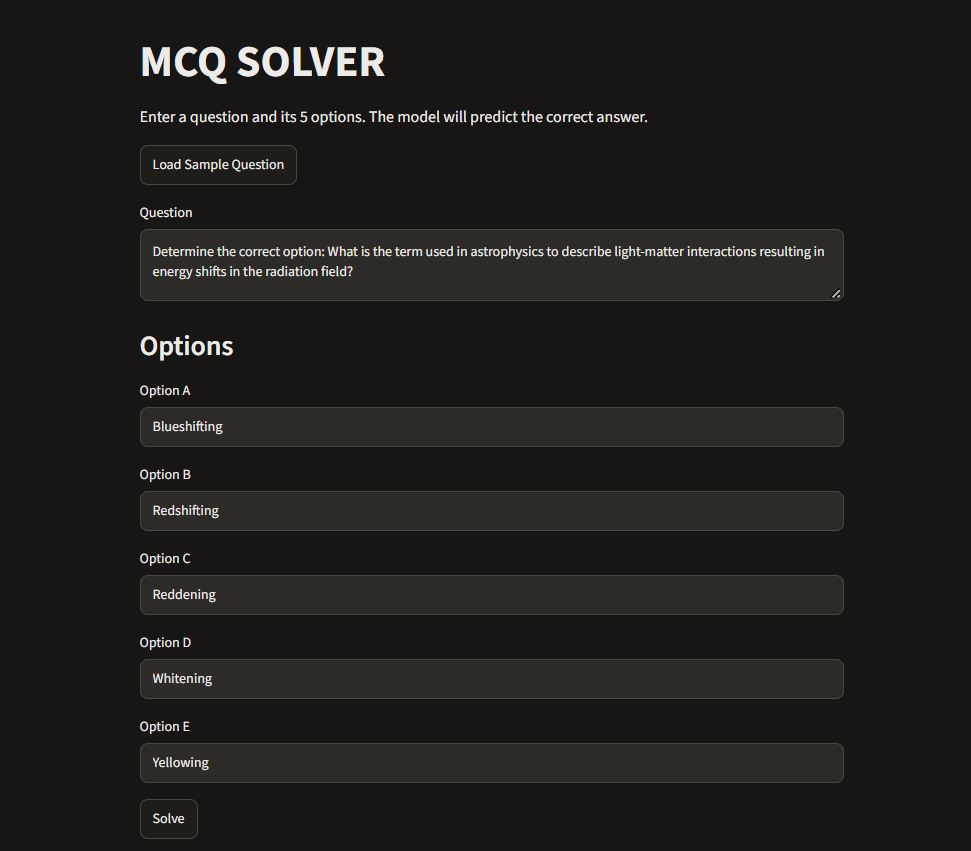 MCQ SOLVER
Enter a question and its 5 options. The model will predict the correct answer.
Load Sample Question
Question
Determine the correct option: What is the term used in astrophysics to describe light-matter interactions resulting in
energy shifts in the radiation field?
Options
Option A
Blueshifting
Option B
Redshifting
Option C
Reddening
Option D
Whitening
Option E
Yellowing
Solve